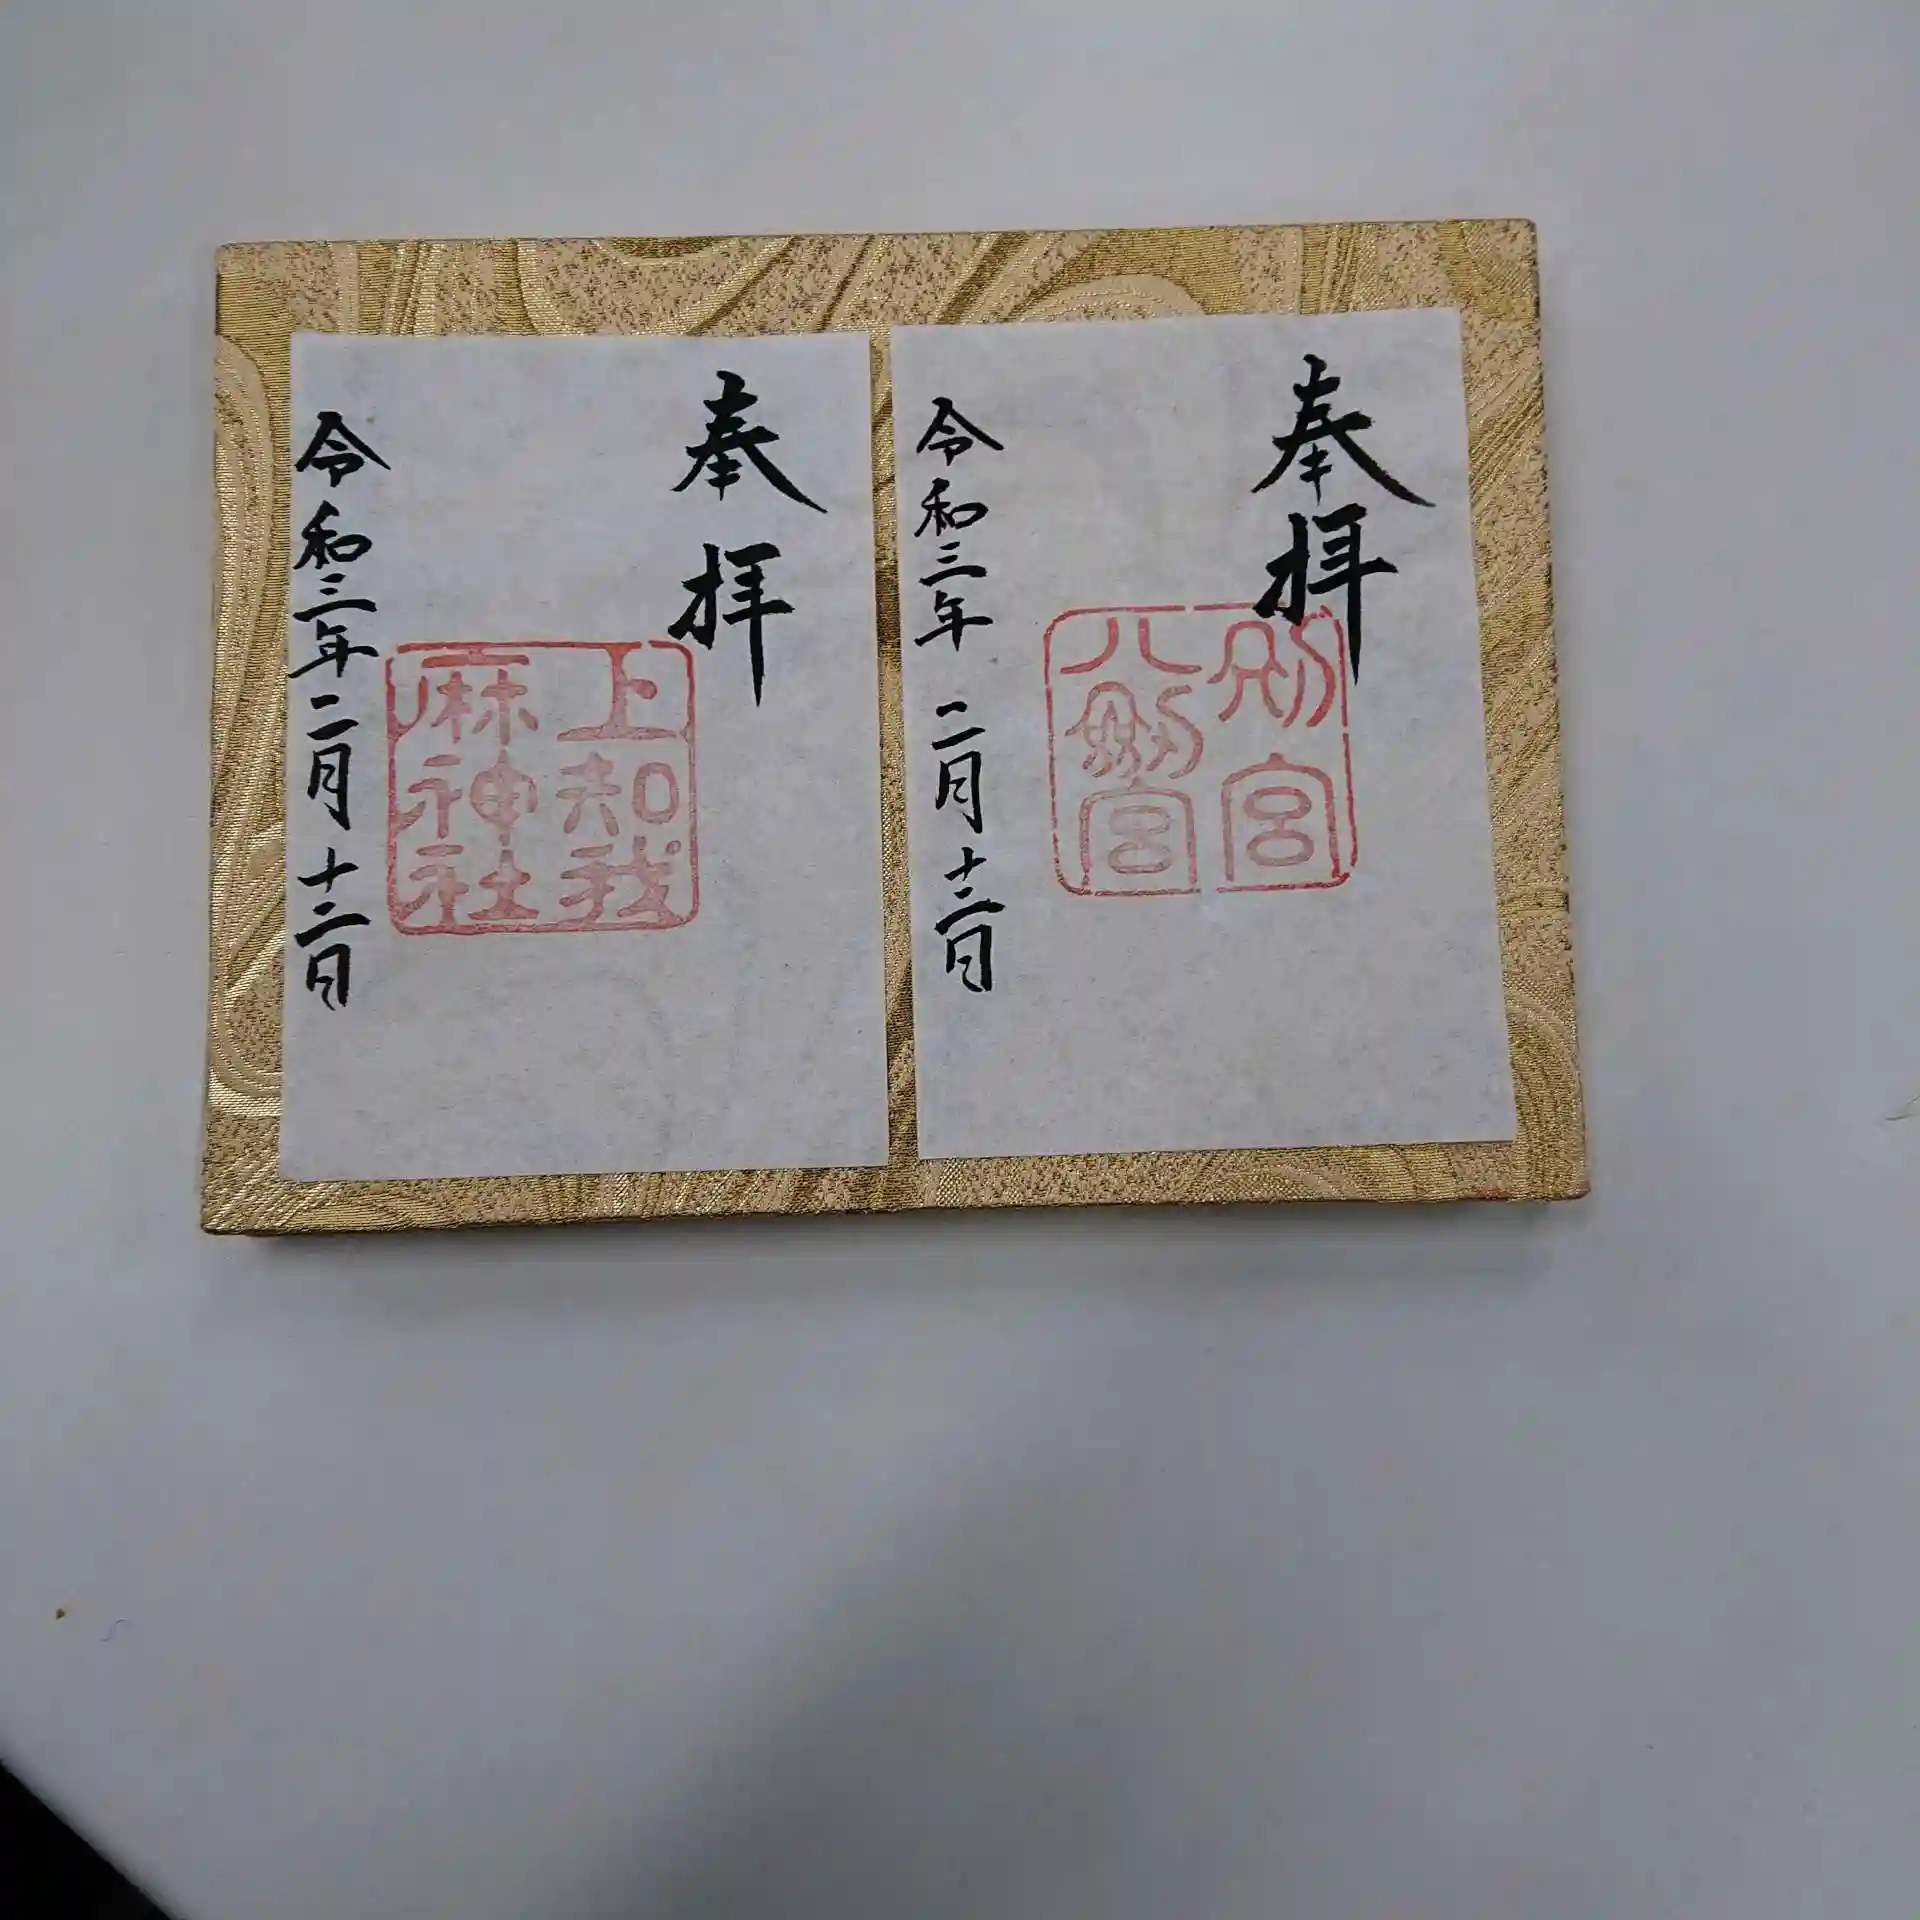 奉拝
別宮
八剣宮
令和三年二月十二日
奉拝
上知我
麻神社
令和三年二月十二日